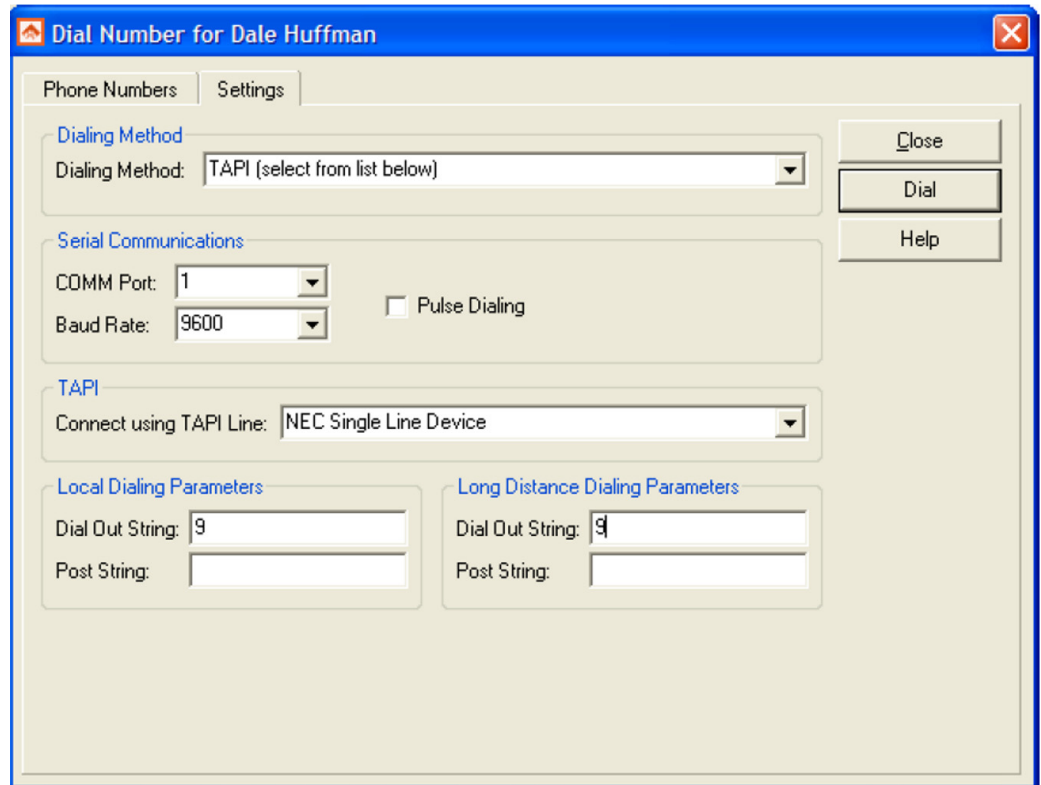 Dial Number for Dale Huffman
Phone Numbers Settings
Dialing Method
Dialing Method: TAPI (select from list below)
Close
Dial
Help
Serial Communications
COMM Port: 1
Baud Rate: 9600
Pulse Dialing
TAPI
Connect using TAPI Line: NEC Single Line Device
Local Dialing Parameters
Dial Out String: 9
Post String:
Long Distance Dialing Parameters
Dial Out String: 9
Post String: